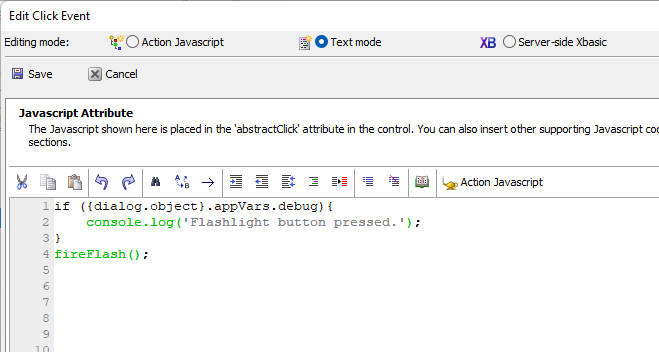 Edit Click Event
Editing mode: Action Javascript Text mode XB Server-side Xbasic
Save Cancel
Javascript Attribute
The Javascript shown here is placed in the 'abstractClick' attribute in the control. You can also insert other supporting Javascript
sections.
A B Action Javascript
1 if ({dialog.object}.appVars.debug){
2 console.log('Flashlight button pressed.');
3 }
4 fireFlash();
5
6
7
8
9
10